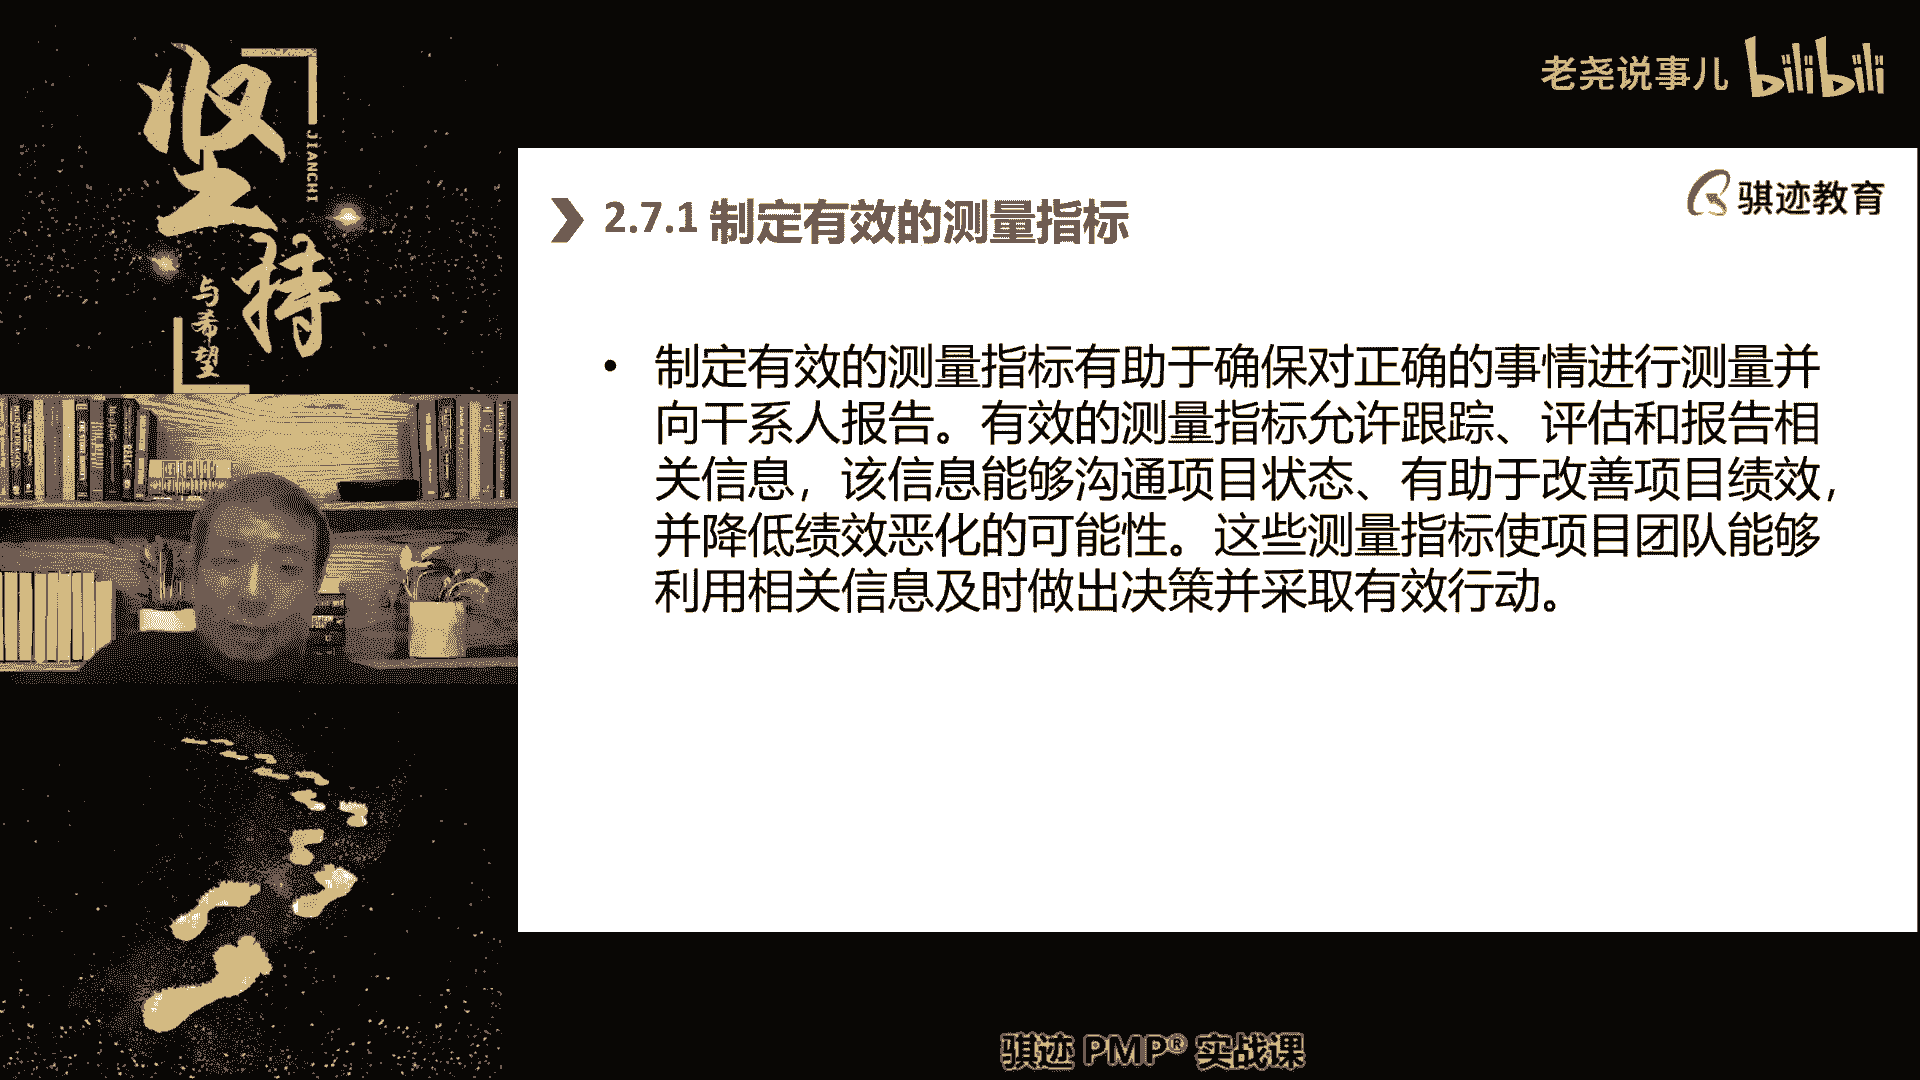 坚持
JIANCHI
与希望
老尧说事儿 bilibili
骐迹教育
2.7.1 制定有效的测量指标
• 制定有效的测量指标有助于确保对正确的事情进行测量并
向干系人报告。有效的测量指标允许跟踪、评估和报告相
关信息，该信息能够沟通项目状态、有助于改善项目绩效，
并降低绩效恶化的可能性。这些测量指标使项目团队能够
利用相关信息及时做出决策并采取有效行动。
骐迹 PMP® 实战课